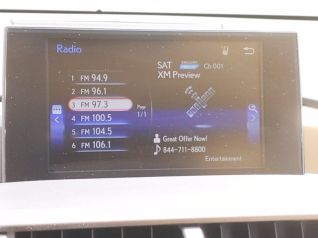 Radio
SAT Ch 001
XM Preview
1 FM 94.9
2 FM 96.1
3 FM 97.3
4 FM 100.5
5 FM 104.5
6 FM 106.1
Page
1/1
Great Offer Now!
844-711-8800
Entertainment